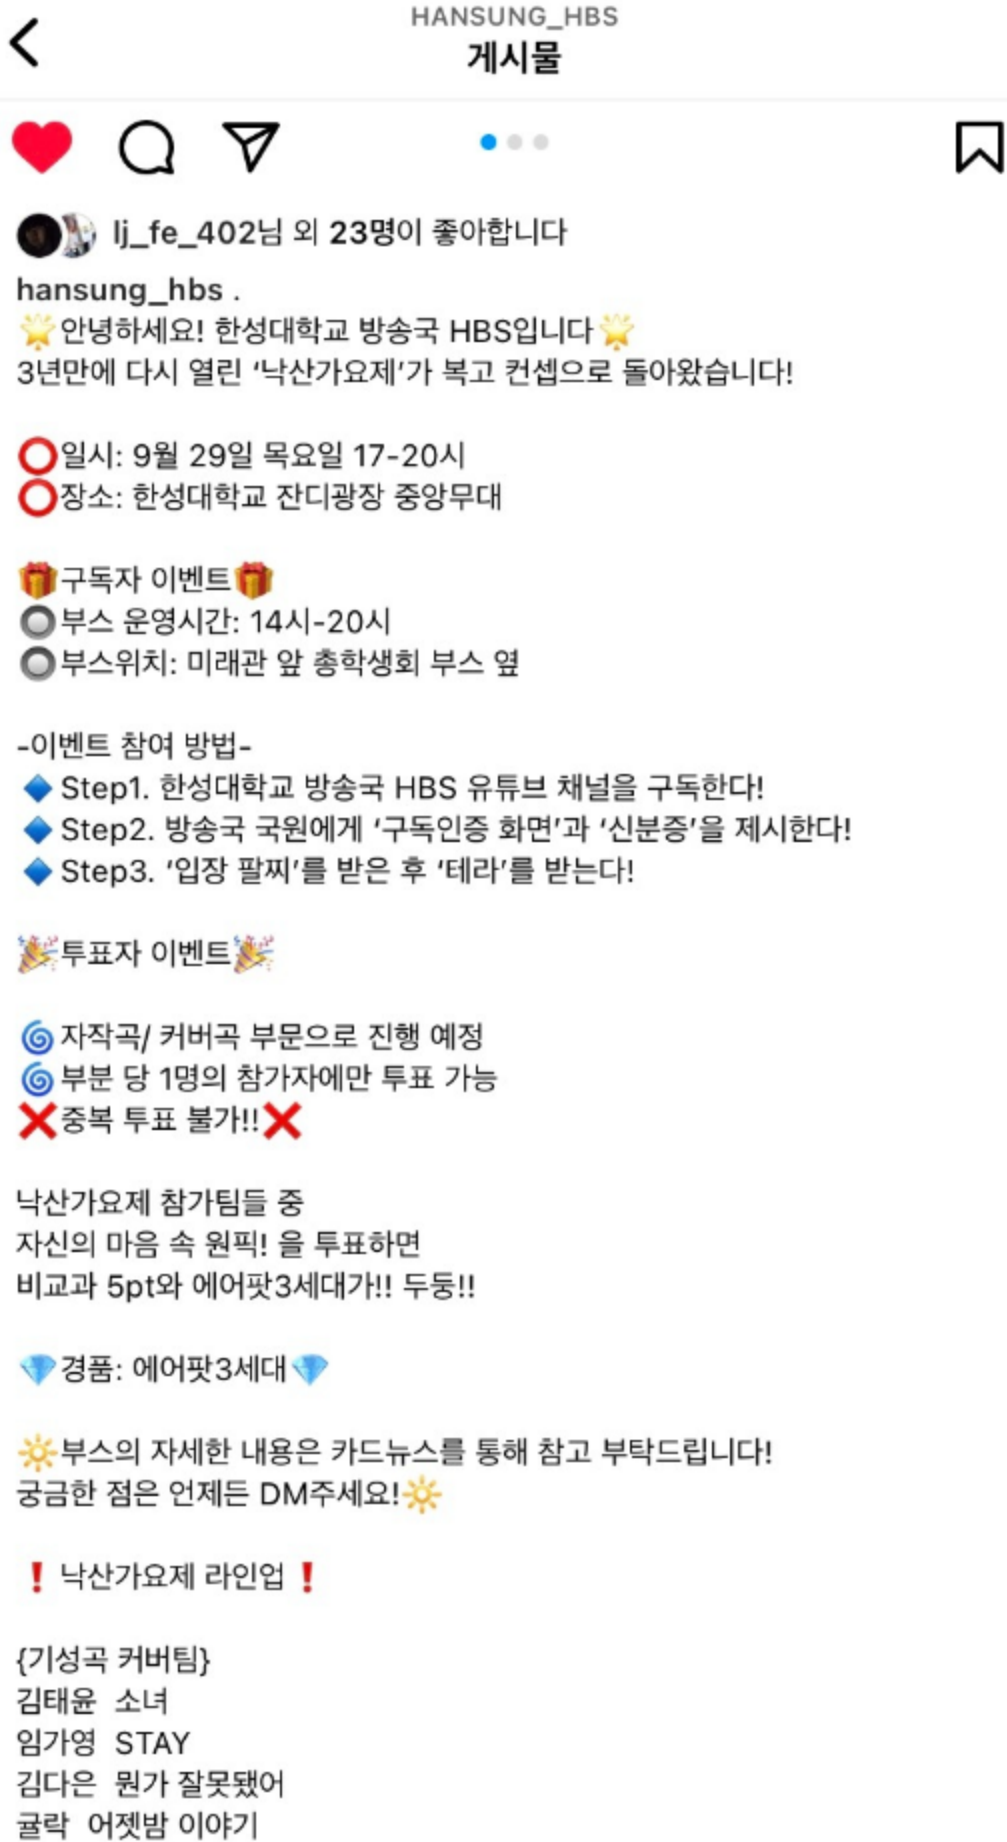 HANSUNG_HBS
게시물
lj_fe_402님 외 23명이 좋아합니다
hansung_hbs .
🌟안녕하세요! 한성대학교 방송국 HBS입니다🌟
3년만에 다시 열린 ‘낙산가요제’가 복고 컨셉으로 돌아왔습니다!
⭕일시: 9월 29일 목요일 17-20시
⭕장소: 한성대학교 잔디광장 중앙무대
🎁구독자 이벤트🎁
🔘부스 운영시간: 14시-20시
🔘부스위치: 미래관 앞 총학생회 부스 옆
-이벤트 참여 방법-
🔹Step1. 한성대학교 방송국 HBS 유튜브 채널을 구독한다!
🔹Step2. 방송국 국원에게 ‘구독인증 화면’과 ‘신분증’을 제시한다!
🔹Step3. ‘입장 팔찌’를 받은 후 ‘테라’를 받는다!
🎉투표자 이벤트🎉
🌀자작곡/ 커버곡 부문으로 진행 예정
🌀부분 당 1명의 참가자에만 투표 가능
❌중복 투표 불가!!❌
낙산가요제 참가팀들 중
자신의 마음 속 원픽! 을 투표하면
비교과 5pt와 에어팟3세대가!! 두둥!!
💎경품: 에어팟3세대💎
🔆부스의 자세한 내용은 카드뉴스를 통해 참고 부탁드립니다!
궁금한 점은 언제든 DM주세요!🔆
❗ 낙산가요제 라인업 ❗
{기성곡 커버팀}
김태윤 소녀
임가영 STAY
김다은 뭔가 잘못됐어
귤락 어젯밤 이야기